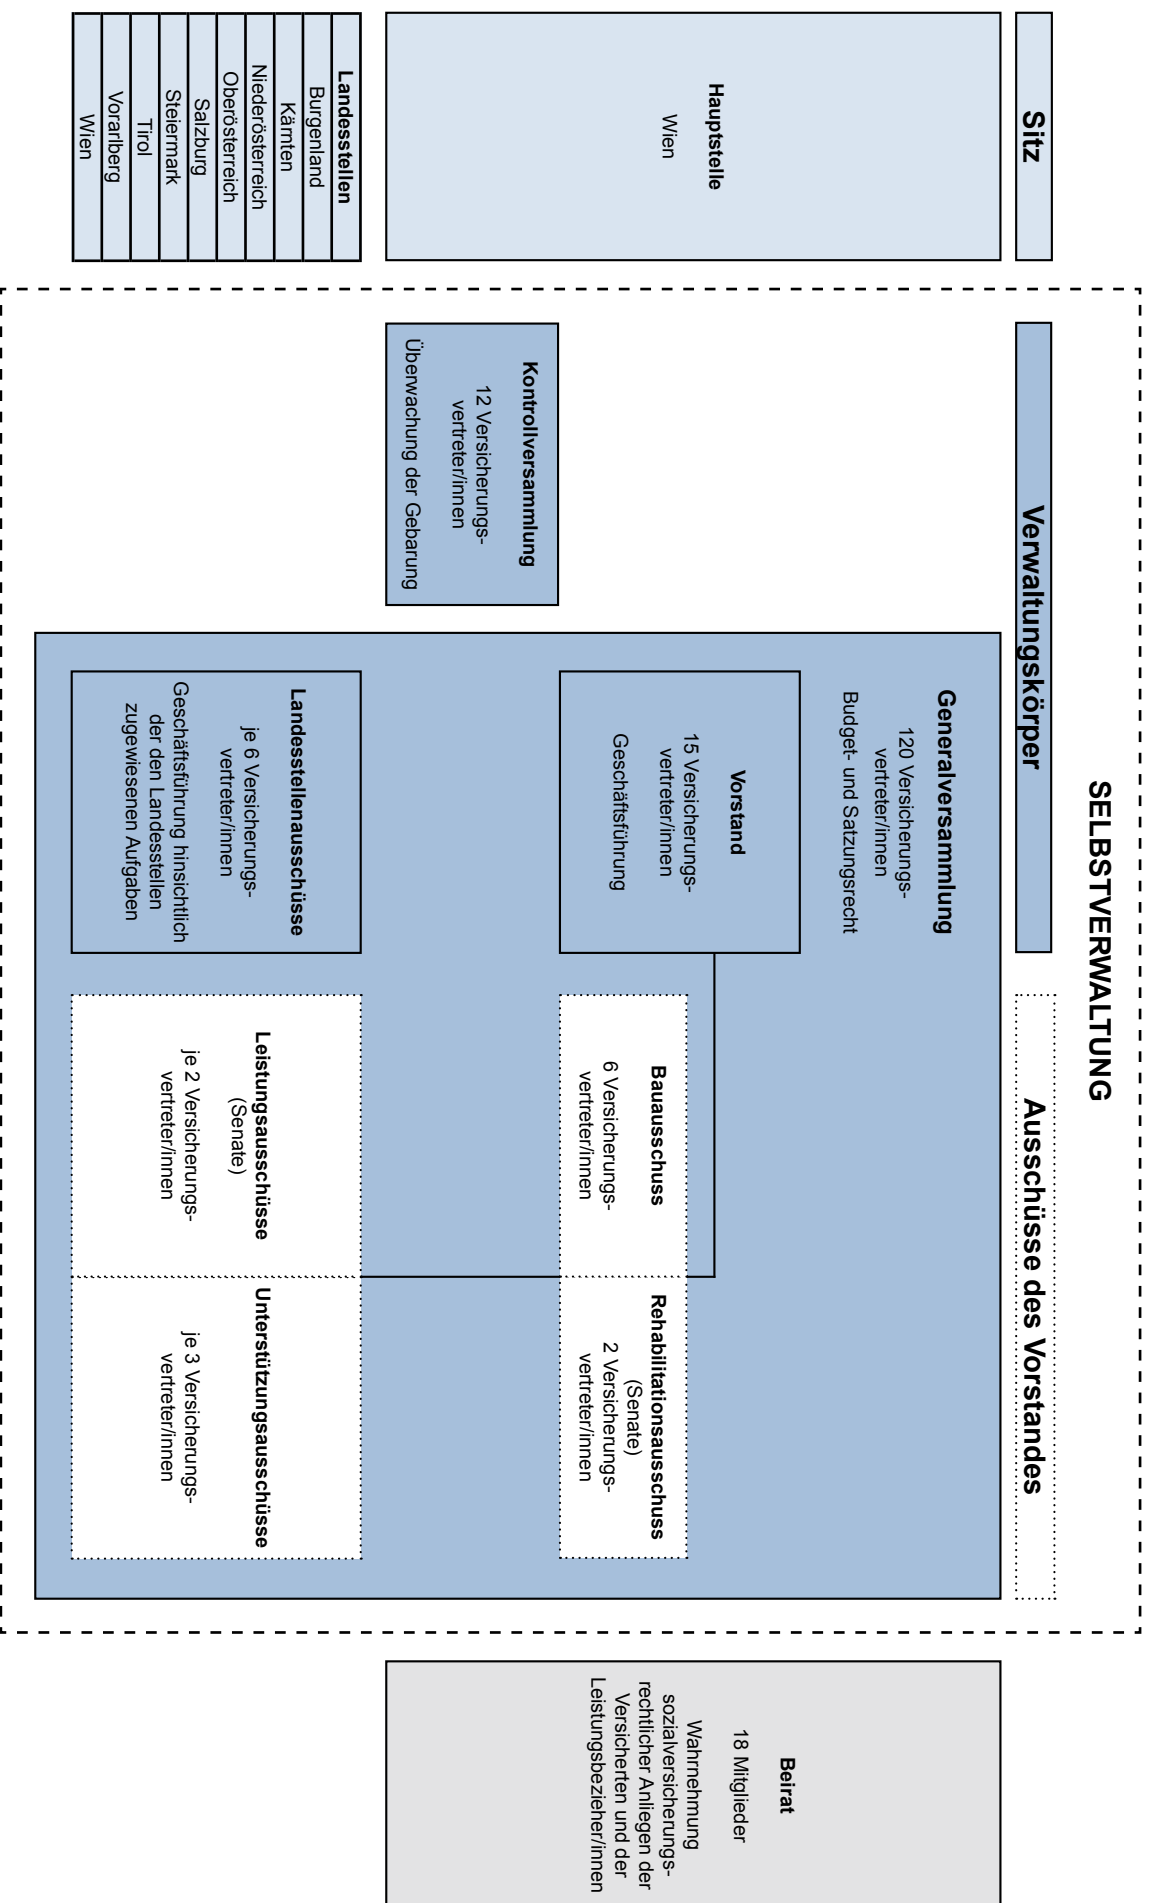 SELBSTVERWALTUNG
Sitz
Verwaltungskörper
Ausschüsse des Vorstandes
Hauptstelle
Wien
Generalversammlung
120 Versicherungs-
vertreter/innen
Budget- und Satzungsrecht
Vorstand
15 Versicherungs-
vertreter/innen
Geschäftsführung
Bauausschuss
6 Versicherungs-
vertreter/innen
Rehabilitationsausschuss
(Senate)
2 Versicherungs-
vertreter/innen
Beirat
18 Mitglieder
Wahrnehmung
sozialversicherungs-
rechtlicher Anliegen der
Versicherten und der
Leistungsbezieher/innen
Kontrollversammlung
12 Versicherungs-
vertreter/innen
Überwachung der Gebarung
Landesstellen
Burgenland
Kärnten
Niederösterreich
Oberösterreich
Salzburg
Steiermark
Tirol
Vorarlberg
Wien
Landesstellenausschüsse
je 6 Versicherungs-
vertreter/innen
Geschäftsführung hinsichtlich
der den Landesstellen
zugewiesenen Aufgaben
Leistungsausschüsse
(Senate)
je 2 Versicherungs-
vertreter/innen
Unterstützungsausschüsse
je 3 Versicherungs-
vertreter/innen